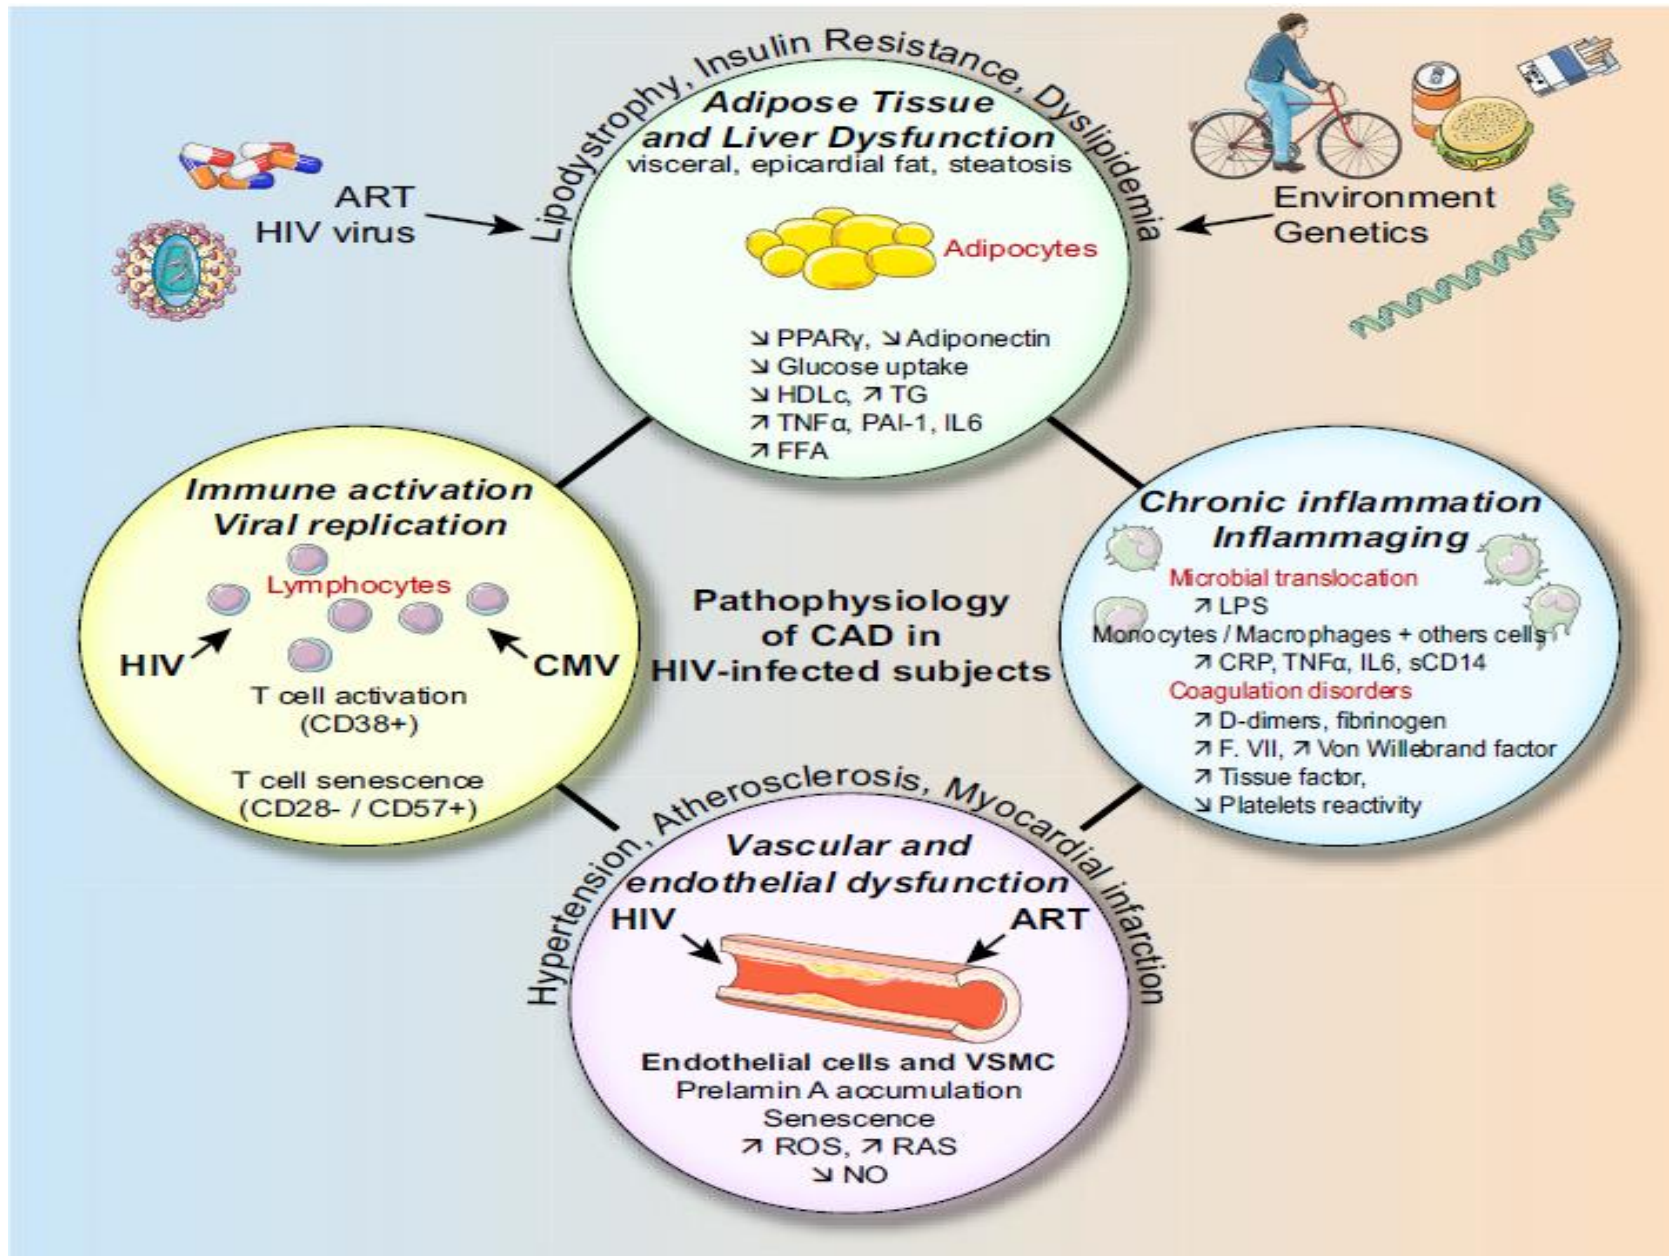 Lipodystrophy, Insulin Resistance, Dyslipidemia
Adipose Tissue
and Liver Dysfunction
visceral, epicardial fat, steatosis
Adipocytes
↘ PPARγ, ↘ Adiponectin
↘ Glucose uptake
↘ HDLc, ↗ TG
↗ TNFα, PAI-1, IL6
↗ FFA
ART
HIV virus
Environment
Genetics
Immune activation
Viral replication
Lymphocytes
HIV
CMV
T cell activation
(CD38+)
T cell senescence
(CD28- / CD57+)
Pathophysiology
of CAD in
HIV-infected subjects
Chronic inflammation
Inflammaging
Microbial translocation
↗ LPS
Monocytes / Macrophages + others cells
↗ CRP, TNFα, IL6, sCD14
Coagulation disorders
↗ D-dimers, fibrinogen
↗ F. VII, ↗ Von Willebrand factor
↗ Tissue factor,
↘ Platelets reactivity
Hypertension, Atherosclerosis, Myocardial infarction
Vascular and
endothelial dysfunction
HIV
ART
Endothelial cells and VSMC
Prelamin A accumulation
Senescence
↗ ROS, ↗ RAS
↘ NO